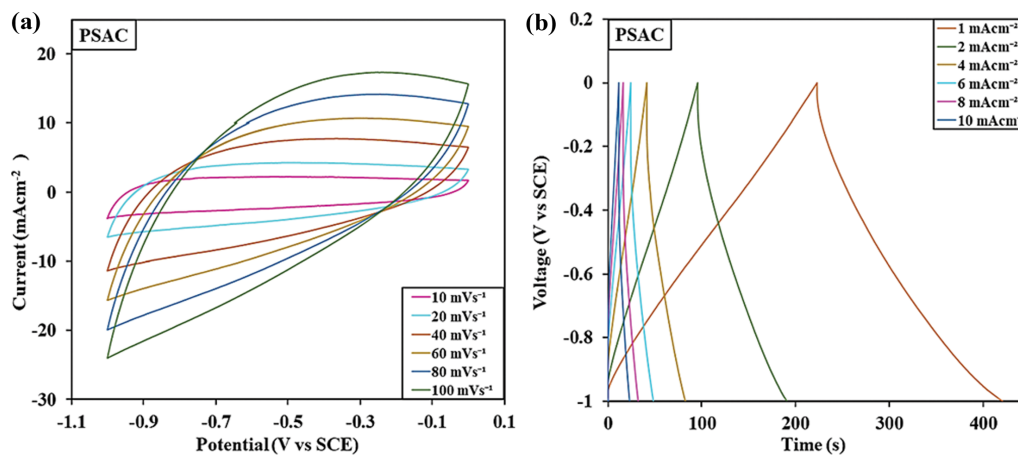 (a)
PSAC
20
10
0
-10
-20
-30
Current (mAcm⁻²)
10 mVs⁻¹
20 mVs⁻¹
40 mVs⁻¹
60 mVs⁻¹
80 mVs⁻¹
100 mVs⁻¹
-1.1 -0.9 -0.7 -0.5 -0.3 -0.1 0.1
Potential (V vs SCE)
(b)
PSAC
1 mAcm⁻²
2 mAcm⁻²
4 mAcm⁻²
6 mAcm⁻²
8 mAcm⁻²
10 mAcm⁻
0.2
0
-0.2
-0.4
-0.6
-0.8
-1
Voltage (V vs SCE)
0 100 200 300 400
Time (s)